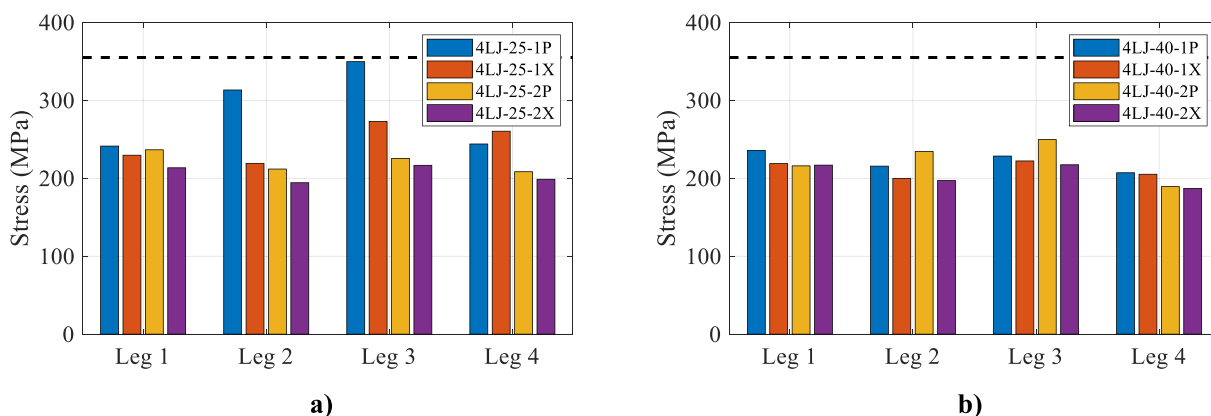 400
300
200
100
0
Stress (MPa)
4LJ-25-1P
4LJ-25-1X
4LJ-25-2P
4LJ-25-2X
Leg 1 Leg 2 Leg 3 Leg 4
a)
400
300
200
100
0
Stress (MPa)
4LJ-40-1P
4LJ-40-1X
4LJ-40-2P
4LJ-40-2X
Leg 1 Leg 2 Leg 3 Leg 4
b)